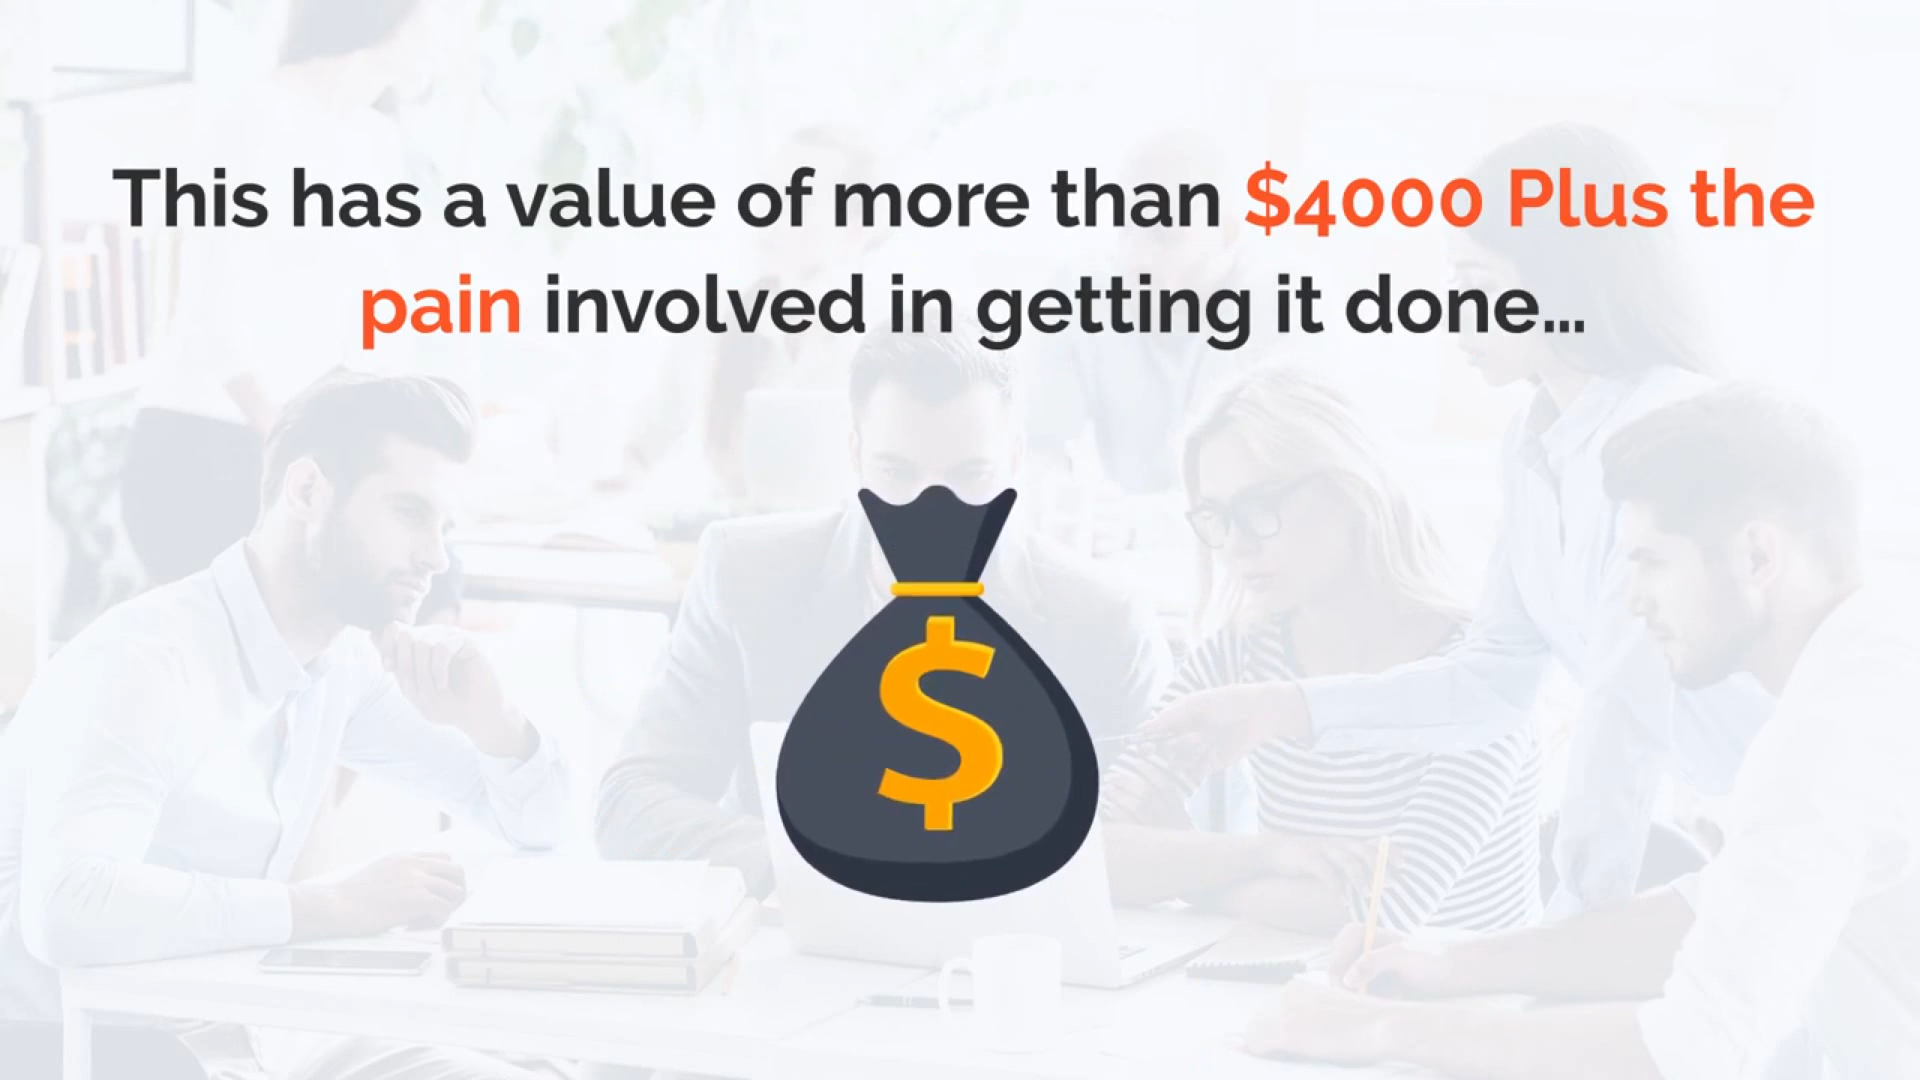 This has a value of more than $4000 Plus the
pain involved in getting it done...
$